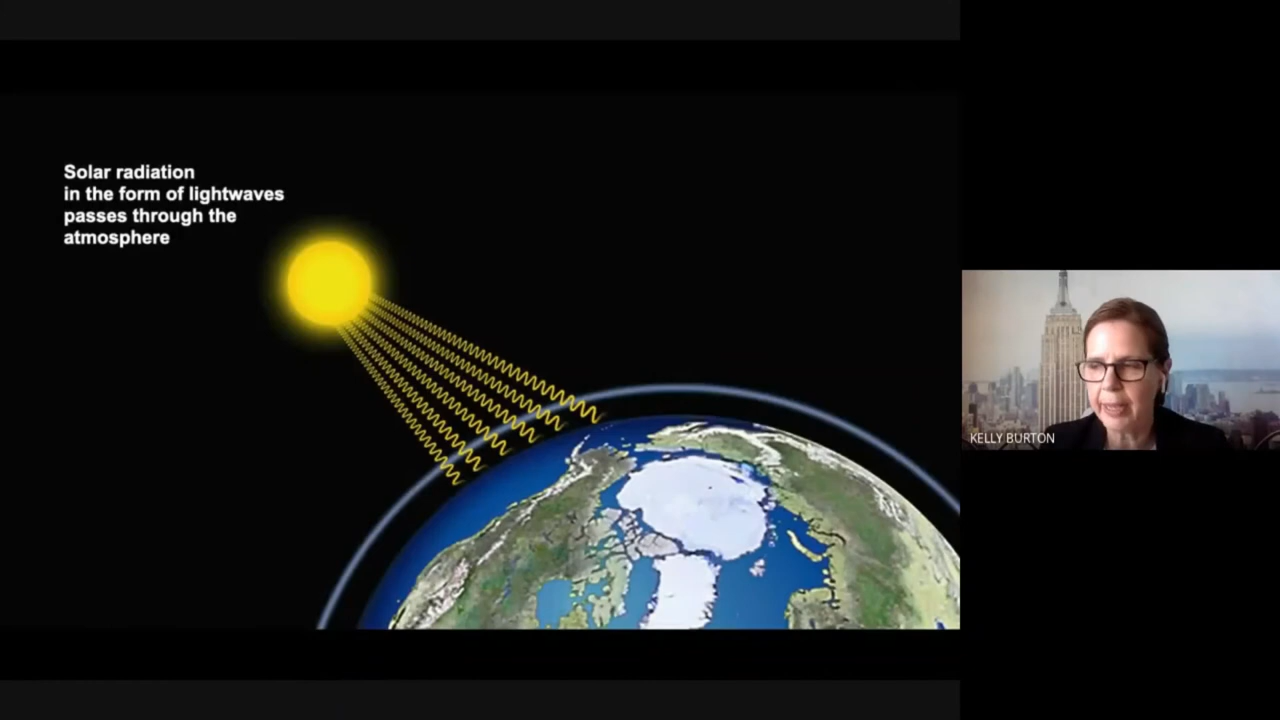 Solar radiation
in the form of lightwaves
passes through the
atmosphere
KELLY BURTON